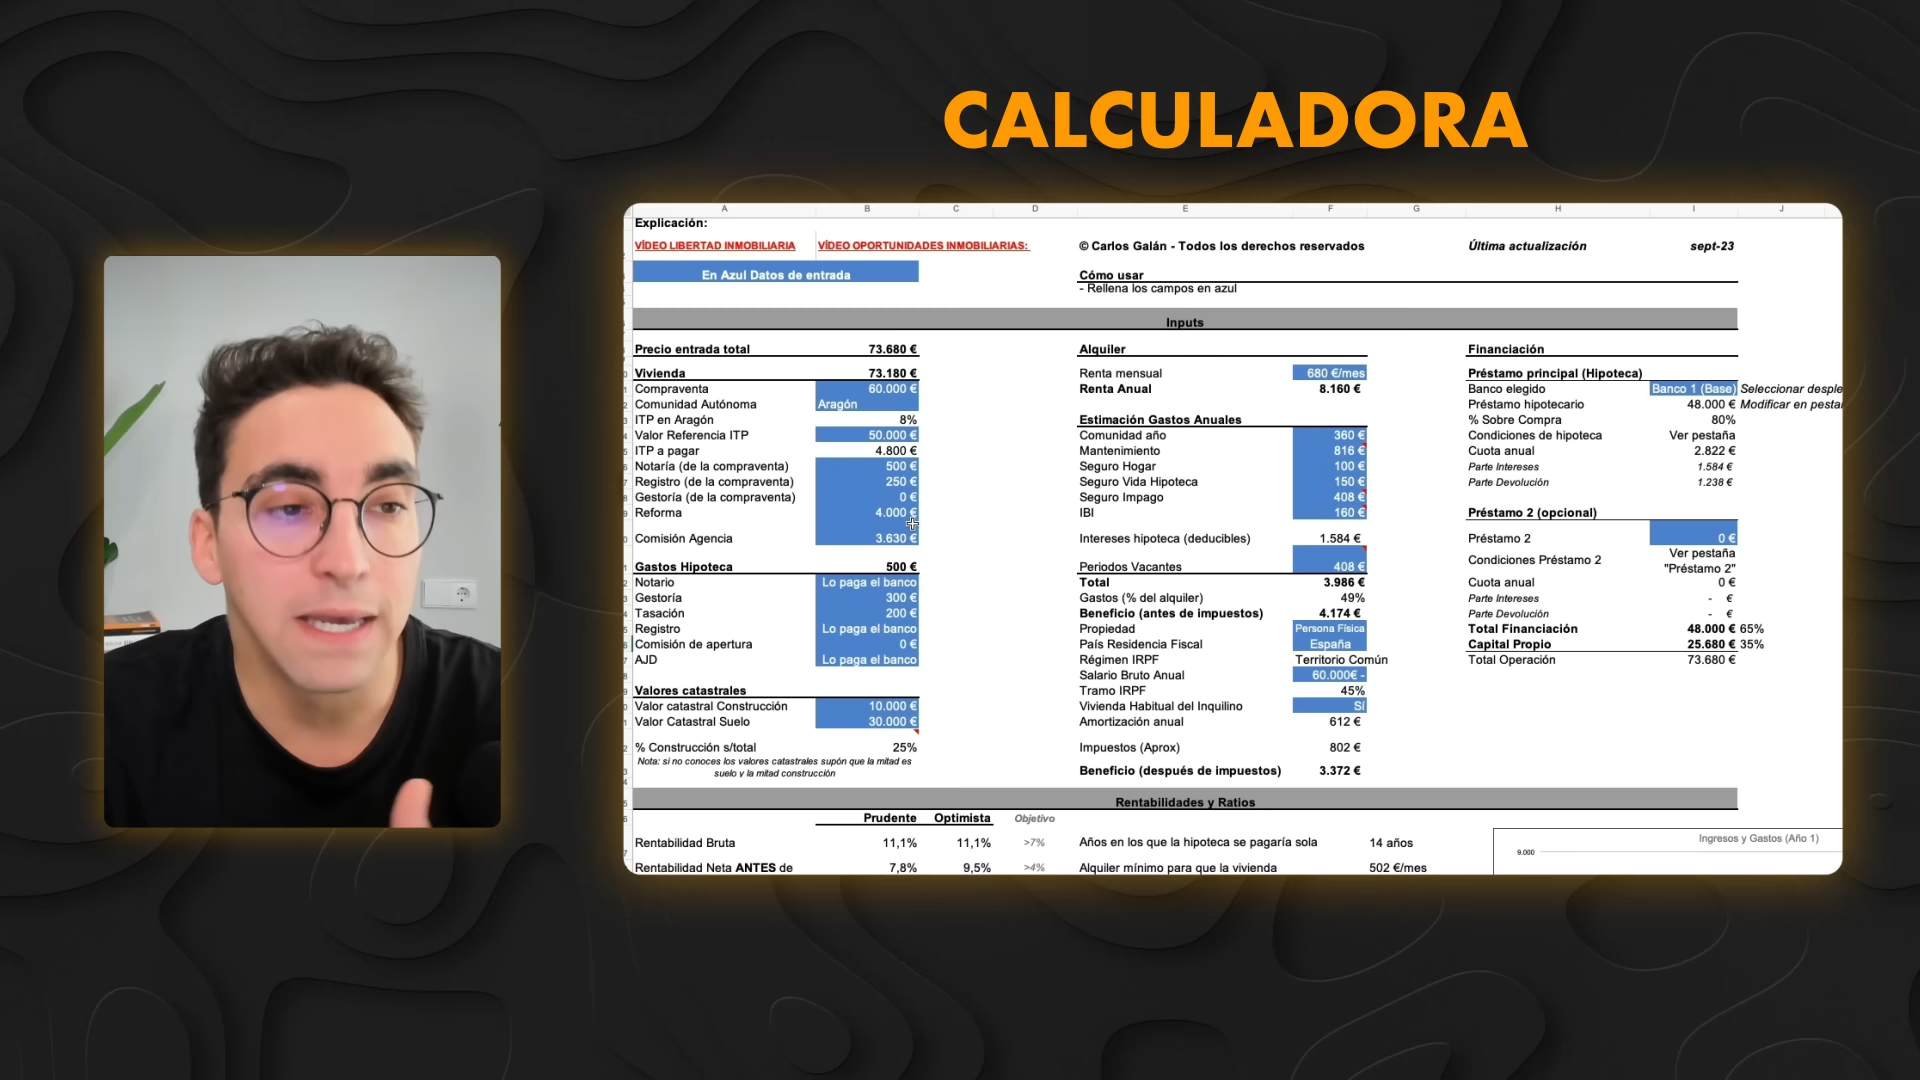 CALCULADORA
A B C D E F G H I J
Explicación:
VÍDEO LIBERTAD INMOBILIARIA VÍDEO OPORTUNIDADES INMOBILIARIAS: © Carlos Galán - Todos los derechos reservados Última actualización sept-23
En Azul Datos de entrada Cómo usar
- Rellena los campos en azul
Inputs
Precio entrada total 73.680 € Alquiler Financiación
Vivienda 73.180 € Renta mensual 680 €/mes Préstamo principal (Hipoteca)
Compraventa 60.000 € Renta Anual 8.160 € Banco elegido Banco 1 (Base) Seleccionar desple
Comunidad Autónoma Aragón Préstamo hipotecario 48.000 € Modificar en pesta
ITP en Aragón 8% Estimación Gastos Anuales % Sobre Compra 80%
Valor Referencia ITP 50.000 € Comunidad año 360 € Condiciones de hipoteca Ver pestaña
ITP a pagar 4.800 € Mantenimiento 816 € Cuota anual 2.822 €
Notaría (de la compraventa) 500 € Seguro Hogar 100 € Parte Intereses 1.584 €
Registro (de la compraventa) 250 € Seguro Vida Hipoteca 150 € Parte Devolución 1.238 €
Gestoría (de la compraventa) 0 € Seguro Impago 408 €
Reforma 4.000 € IBI 160 € Préstamo 2 (opcional)
Comisión Agencia 3.630 € Intereses hipoteca (deducibles) 1.584 € Préstamo 2 0 €
Gastos Hipoteca 500 € Periodos Vacantes 408 € Condiciones Préstamo 2 Ver pestaña "Préstamo 2"
Notario Lo paga el banco Total 3.986 € Cuota anual 0 €
Gestoría 300 € Gastos (% del alquiler) 49% Parte Intereses - €
Tasación 200 € Beneficio (antes de impuestos) 4.174 € Parte Devolución - €
Registro Lo paga el banco Propiedad Persona Física Total Financiación 48.000 € 65%
Comisión de apertura 0 € País Residencia Fiscal España Capital Propio 25.680 € 35%
AJD Lo paga el banco Régimen IRPF Territorio Común Total Operación 73.680 €
Salario Bruto Anual 60.000€ -
Valores catastrales Tramo IRPF 45%
Valor catastral Construcción 10.000 € Vivienda Habitual del Inquilino Sí
Valor Catastral Suelo 30.000 € Amortización anual 612 €
% Construcción s/total 25% Impuestos (Aprox) 802 €
Nota: si no conoces los valores catastrales supón que la mitad es
suelo y la mitad construcción Beneficio (después de impuestos) 3.372 €
Rentabilidades y Ratios
Prudente Optimista Objetivo
Rentabilidad Bruta 11,1% 11,1% >7% Años en los que la hipoteca se pagaría sola 14 años Ingresos y Gastos (Año 1)
9.000
Rentabilidad Neta ANTES de 7,8% 9,5% >4% Alquiler mínimo para que la vivienda 502 €/mes